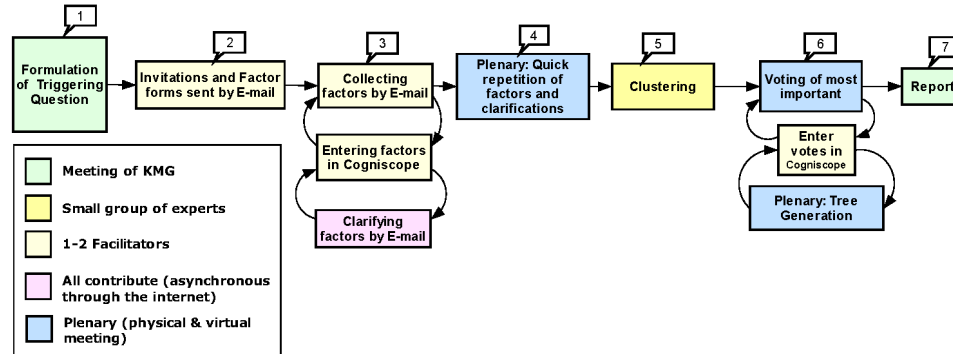 1
Formulation
of Triggering
Question
2
Invitations and Factor
forms sent by E-mail
3
Collecting
factors by E-mail
Entering factors
in Cogniscope
Clarifying
factors by E-mail
4
Plenary: Quick
repetition of
factors and
clarifications
5
Clustering
6
Voting of most
important
Enter
votes in
Cogniscope
Plenary: Tree
Generation
7
Report
Meeting of KMG
Small group of experts
1-2 Facilitators
All contribute (asynchronous
through the internet)
Plenary (physical & virtual
meeting)